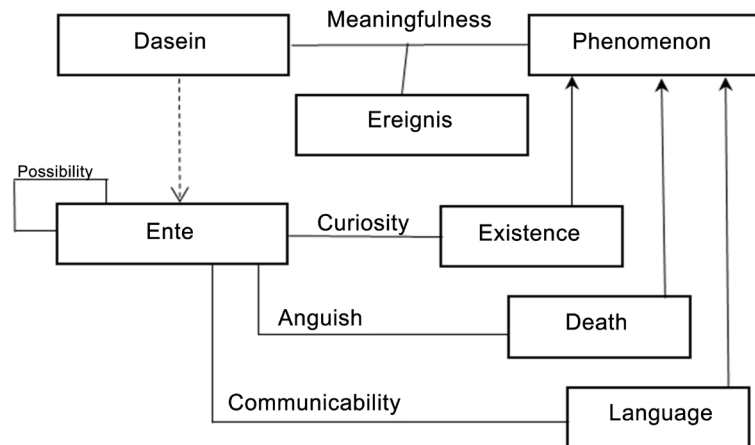 Meaningfulness
Dasein
Phenomenon
Ereignis
Possibility
Ente
Curiosity
Existence
Anguish
Death
Communicability
Language